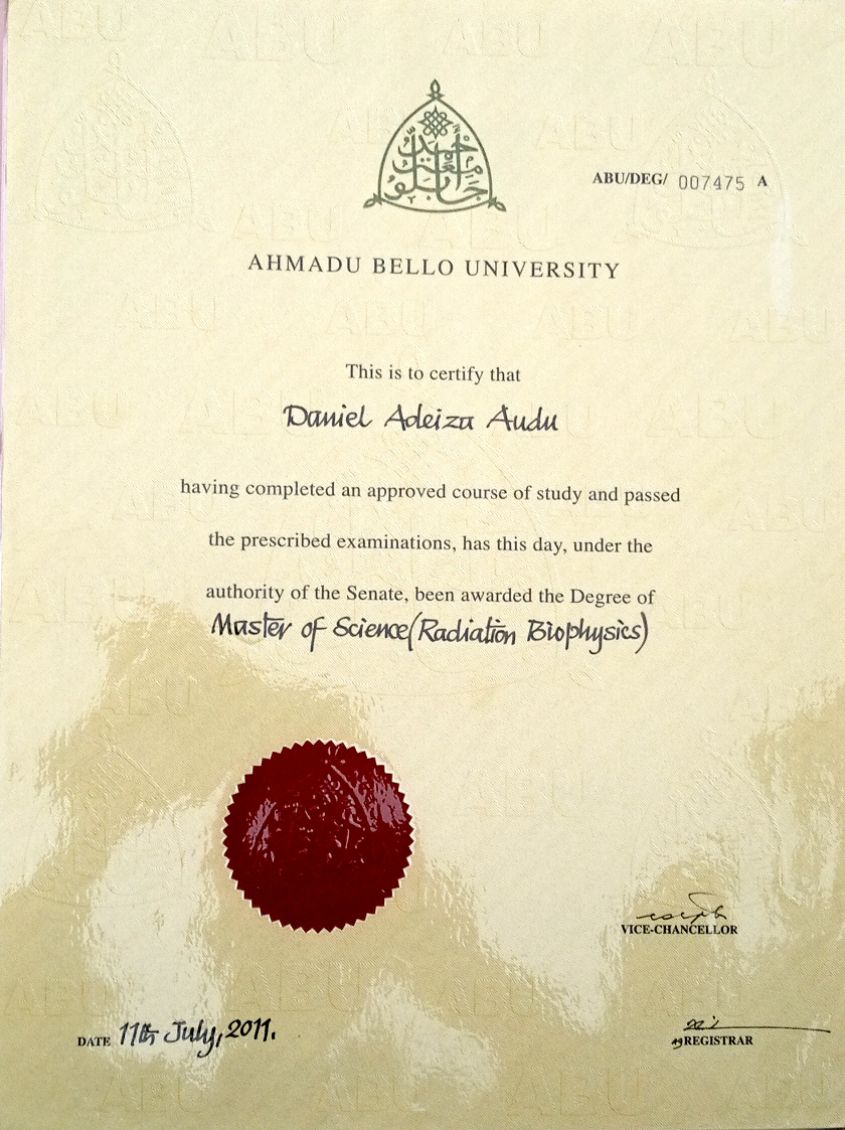 ABU/DEG/ 007475 A
AHMADU BELLO UNIVERSITY
This is to certify that
Daniel Adeiza Audu
having completed an approved course of study and passed
the prescribed examinations, has this day, under the
authority of the Senate, been awarded the Degree of
Master of Science (Radiation Biophysics)
VICE-CHANCELLOR
DATE 11th July, 2011.
Ag REGISTRAR